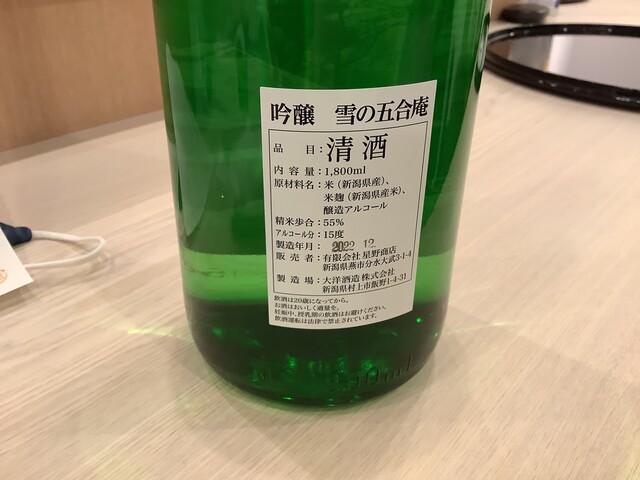 吟醸 雪の五合庵
品目：清酒
内容量：1,800ml
原材料名：米（新潟県産）、
米麹（新潟県産米）、
醸造アルコール
精米歩合：55%
アルコール分：15度
製造年月：2022.12
販売者：有限会社 星野商店
新潟県燕市分水大武3-1-4
製造場：大洋酒造株式会社
新潟県村上市飯野1-4-31
飲酒は20歳になってから。
お酒はおいしく適量を。
妊娠中、授乳期の飲酒はお避けください。
飲酒運転は法律で禁止されています。